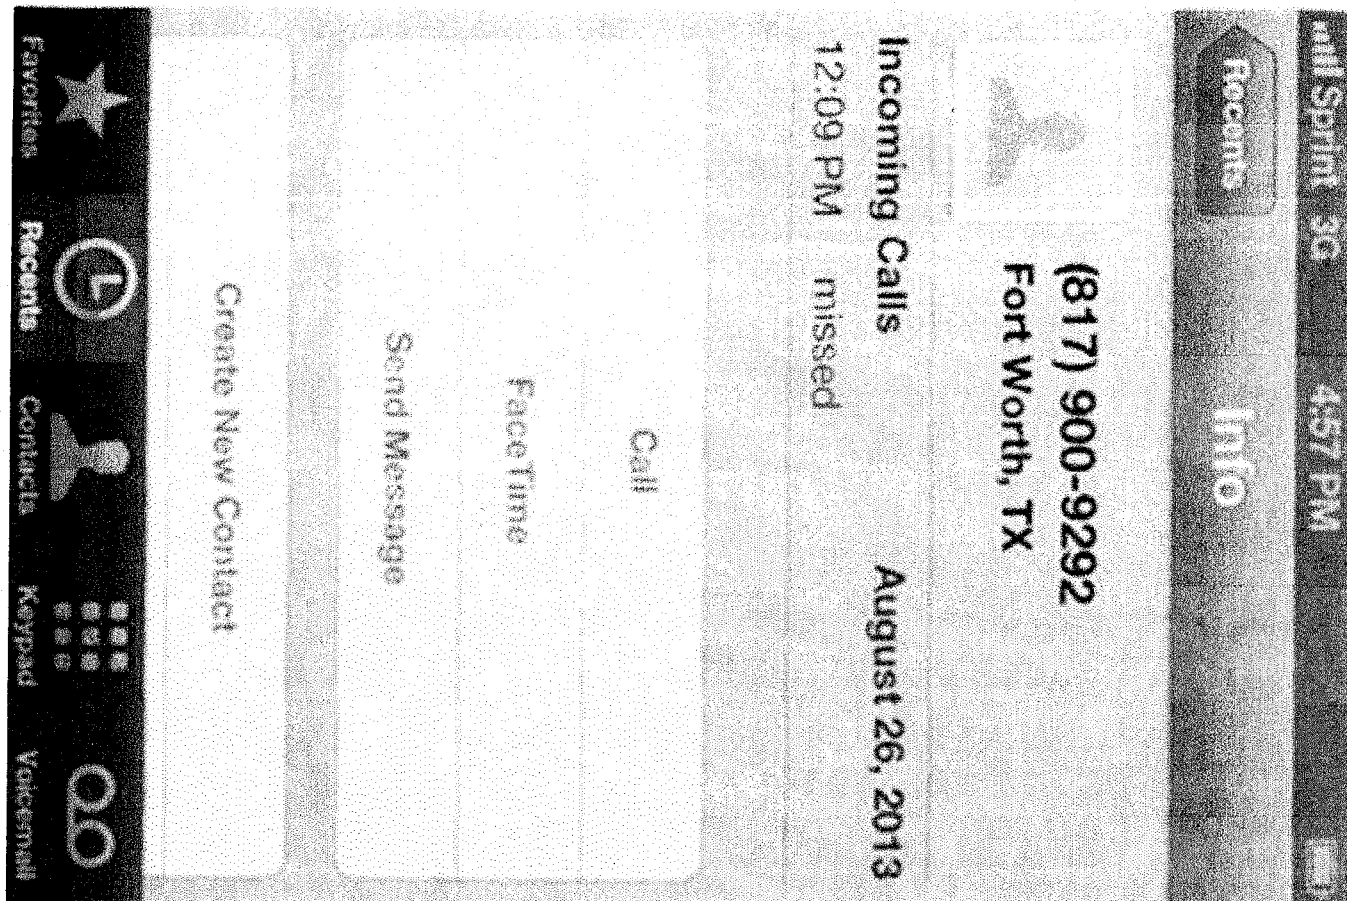 Sprint 3G 4:57 PM
Recents Info
(817) 900-9292
Fort Worth, TX
Incoming Calls August 26, 2013
12:09 PM missed
Call
FaceTime
Send Message
Create New Contact
Favorites Recents Contacts Keypad Voicemail